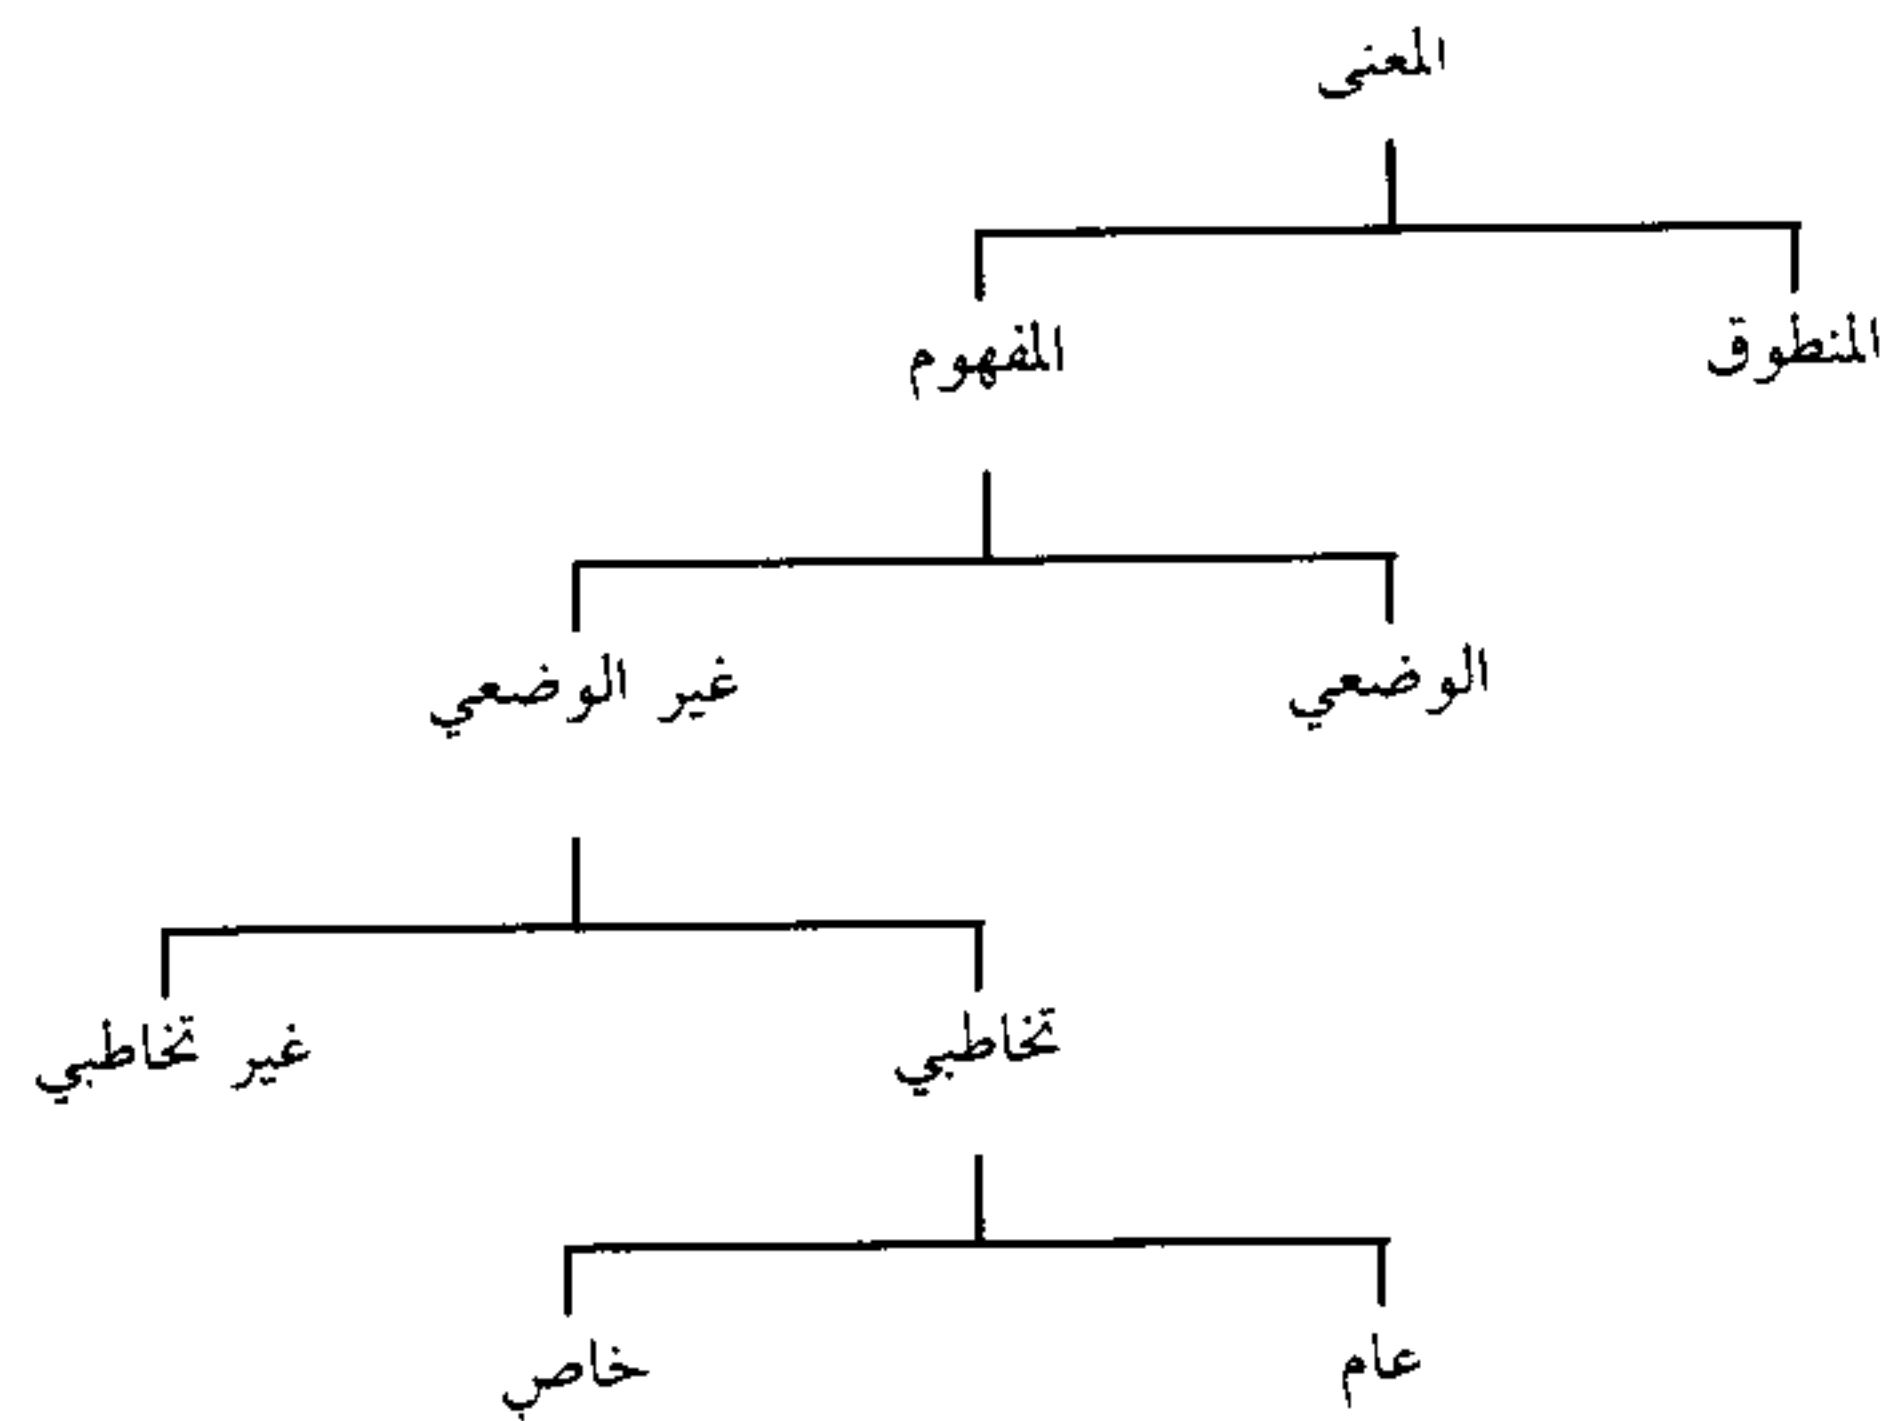 المعنى
المنطوق
المفهوم
الوضعي
غير الوضعي
تخاطبي
غير تخاطبي
عام
خاص